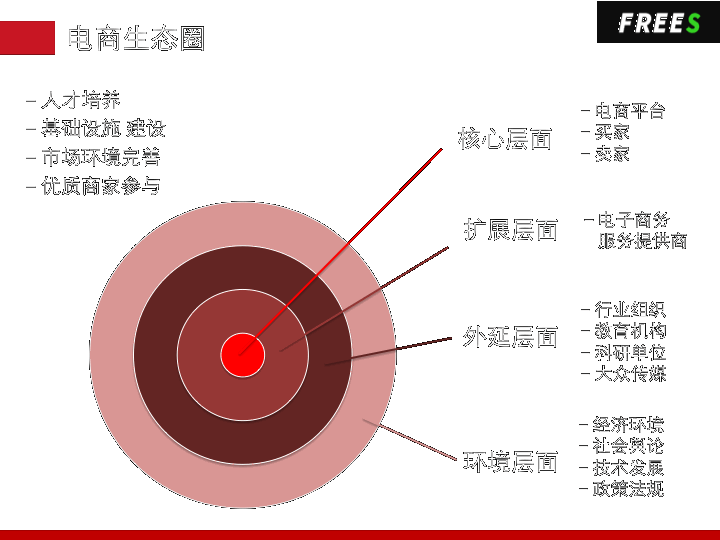 电商生态圈
FREES
– 人才培养
– 基础设施 建设
– 市场环境完善
– 优质商家参与
核心层面
– 电商平台
– 买家
– 卖家
扩展层面
– 电子商务
服务提供商
外延层面
– 行业组织
– 教育机构
– 科研单位
– 大众传媒
环境层面
– 经济环境
– 社会舆论
– 技术发展
– 政策法规